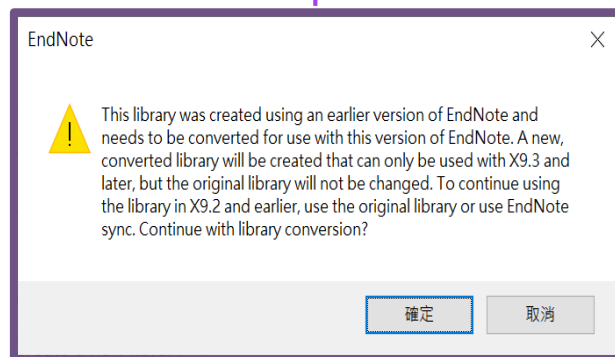 EndNote
This library was created using an earlier version of EndNote and
needs to be converted for use with this version of EndNote. A new,
converted library will be created that can only be used with X9.3 and
later, but the original library will not be changed. To continue using
the library in X9.2 and earlier, use the original library or use EndNote
sync. Continue with library conversion?
確定
取消